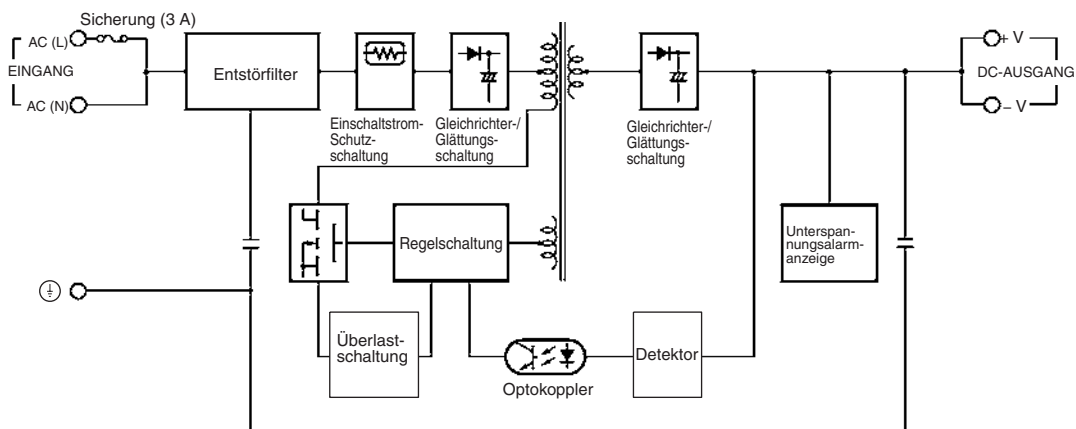 Sicherung (3 A)
AC (L)
EINGANG
AC (N)
Entstörfilter
Einschaltstrom-
Schutz-
schaltung
Gleichrichter-/
Glättungs-
schaltung
Gleichrichter-/
Glättungs-
schaltung
+ V
DC-AUSGANG
– V
Regelschaltung
Unterspan-
nungsalarm-
anzeige
Überlast-
schaltung
Optokoppler
Detektor